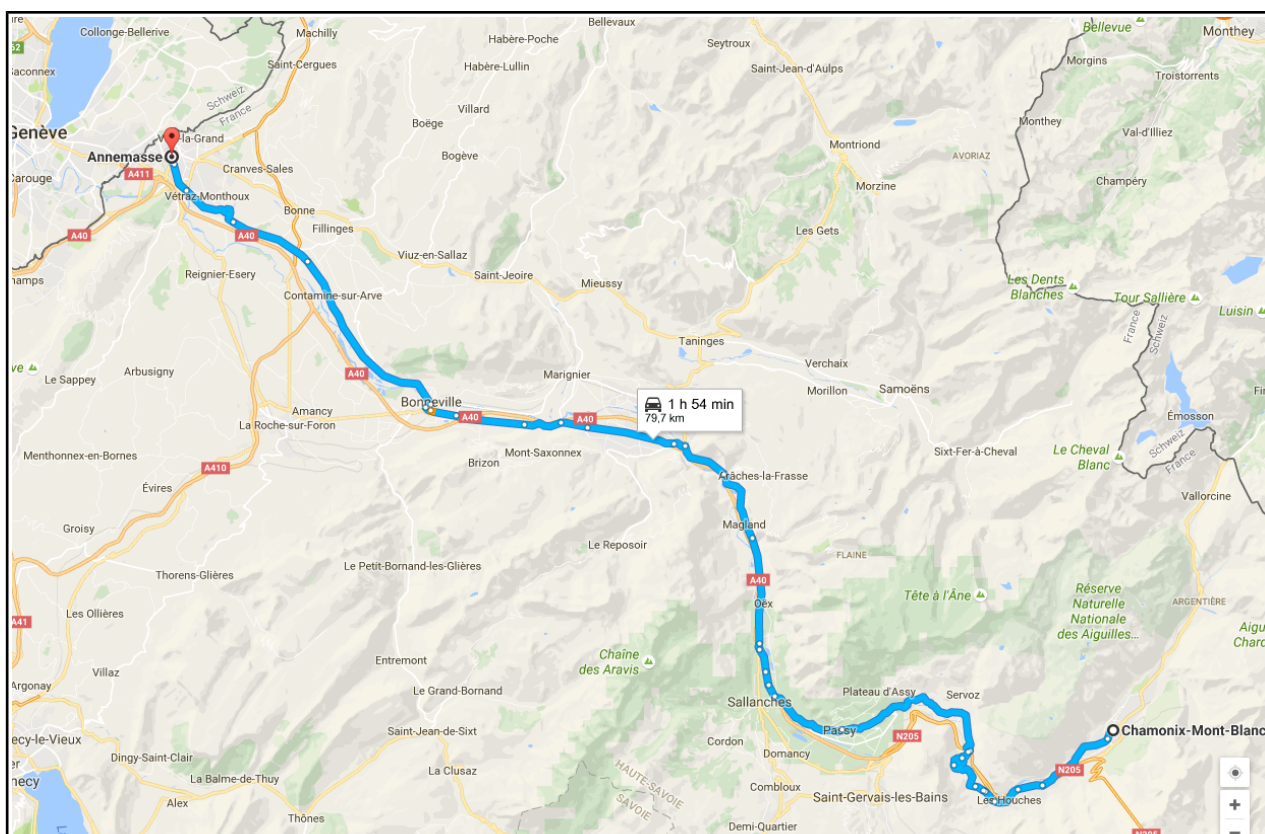 Collonge-Bellerive
Machilly
Bellevaux
Habère-Poche
Seytroux
Bellevue
Monthey
Morgins
Saint-Cergues
Habère-Lullin
Saint-Jean-d'Aulps
Troistorrents
Schweiz
France
Villard
Genève
Boëge
Monthey
Val-d'Illiez
Annemasse
Bogève
Montriond
AVORIAZ
Cranves-Sales
Carouge
A411
Morzine
Champéry
Vétraz-Monthoux
Bonne
Fillinges
Les Gets
A40
A40
Viuz-en-Sallaz
Reignier-Esery
Saint-Jeoire
Mieussy
Les Dents
Blanches
Tour Sallière
Contamine-sur-Arve
Luisin
France
Schweiz
Taninges
Verchaix
Arbusigny
A40
Marignier
Morillon
Samoëns
Le Sappey
Bonneville
1 h 54 min
79,7 km
Amancy
A40
A40
Émosson
La Roche-sur-Foron
Schweiz
France
Menthonnex-en-Bornes
Mont-Saxonnex
Sixt-Fer-à-Cheval
Le Cheval
Blanc
Brizon
A410
Arâches-la-Frasse
Évires
Vallorcine
Groisy
Magland
Le Reposoir
FLAINE
Le Petit-Bornand-les-Glières
Thorens-Glières
A40
Tête à l'Âne
Réserve
Naturelle
Nationale
des Aiguilles...
ARGENTIÈRE
Oëx
Les Ollières
A41
Chaîne
des Aravis
Entremont
Villaz
Argonay
Le Grand-Bornand
Plateau d'Assy
Servoz
Sallanches
Saint-Jean-de-Sixt
Passy
N205
Chamonix-Mont-Blanc
Cordon
Domancy
Dingy-Saint-Clair
La Clusaz
HAUTE-SAVOIE
SAVOIE
N205
La Balme-de-Thuy
Combloux
Saint-Gervais-les-Bains
Les Houches
Alex
Thônes
Demi-Quartier
N205